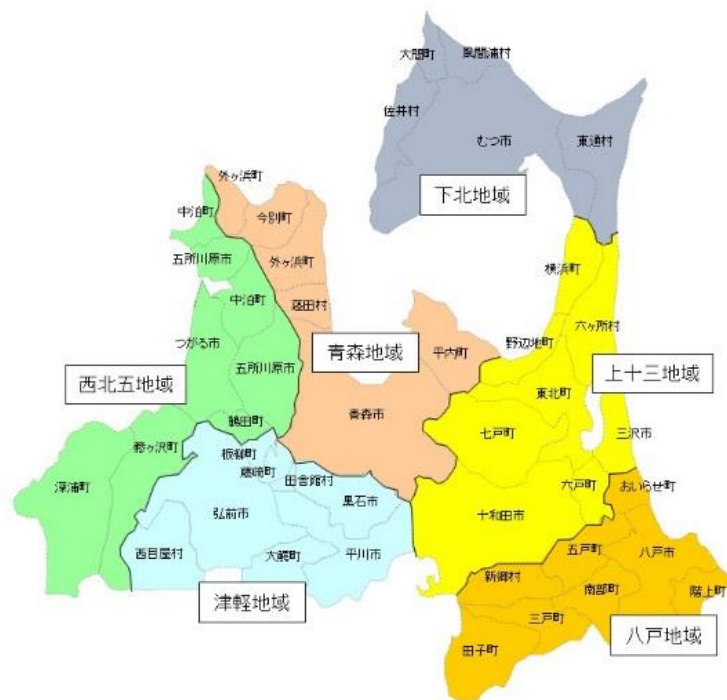 大間町
風間浦村
佐井村
むつ市
東通村
下北地域
外ヶ浜町
中泊町
今別町
五所川原市
外ヶ浜町
横浜町
中泊町
蓬田村
六ヶ所村
つがる市
野辺地町
青森地域
平内町
五所川原市
上十三地域
西北五地域
東北町
青森市
鶴田町
七戸町
三沢市
鰺ヶ沢町
板柳町
藤崎町
田舎館村
六戸町
おいらせ町
深浦町
黒石市
弘前市
十和田市
西目屋村
大鰐町
平川市
五戸町
八戸市
新郷村
南部町
階上町
津軽地域
三戸町
八戸地域
田子町